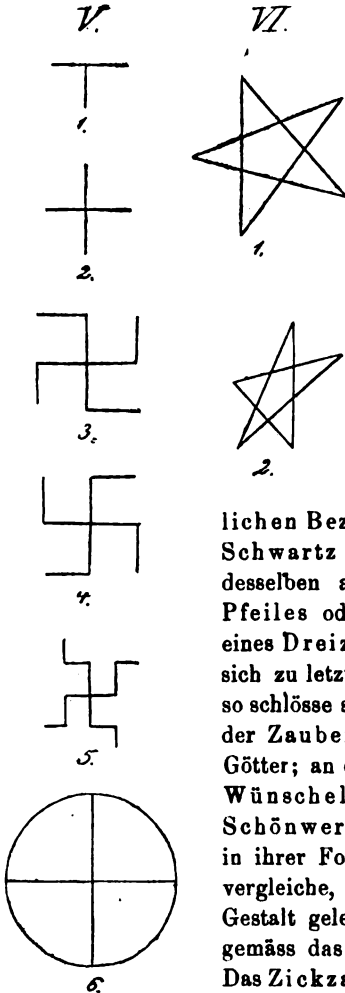 V.
VI.
1.
2.
3.
4.
5.
6.
1.
2.
lichen Bez
Schwartz
desselben a
Pfeiles od
eines Dreiz
sich zu letz
so schlösse s
der Zaube
Götter; an
Wünschel
Schönwer
in ihrer Fo
vergleiche,
Gestalt gele
gemäss das
Das Zickza